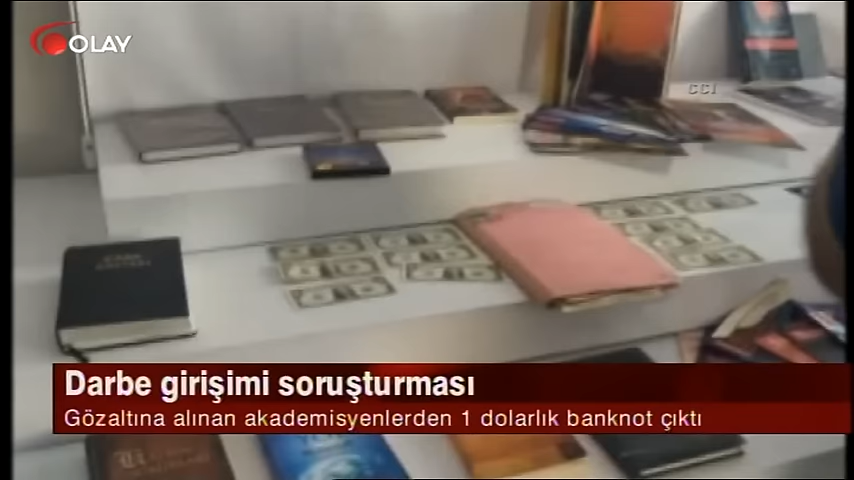 OLAY
CCI
Darbe girişimi soruşturması
Gözaltına alınan akademisyenlerden 1 dolarlık banknot çıktı